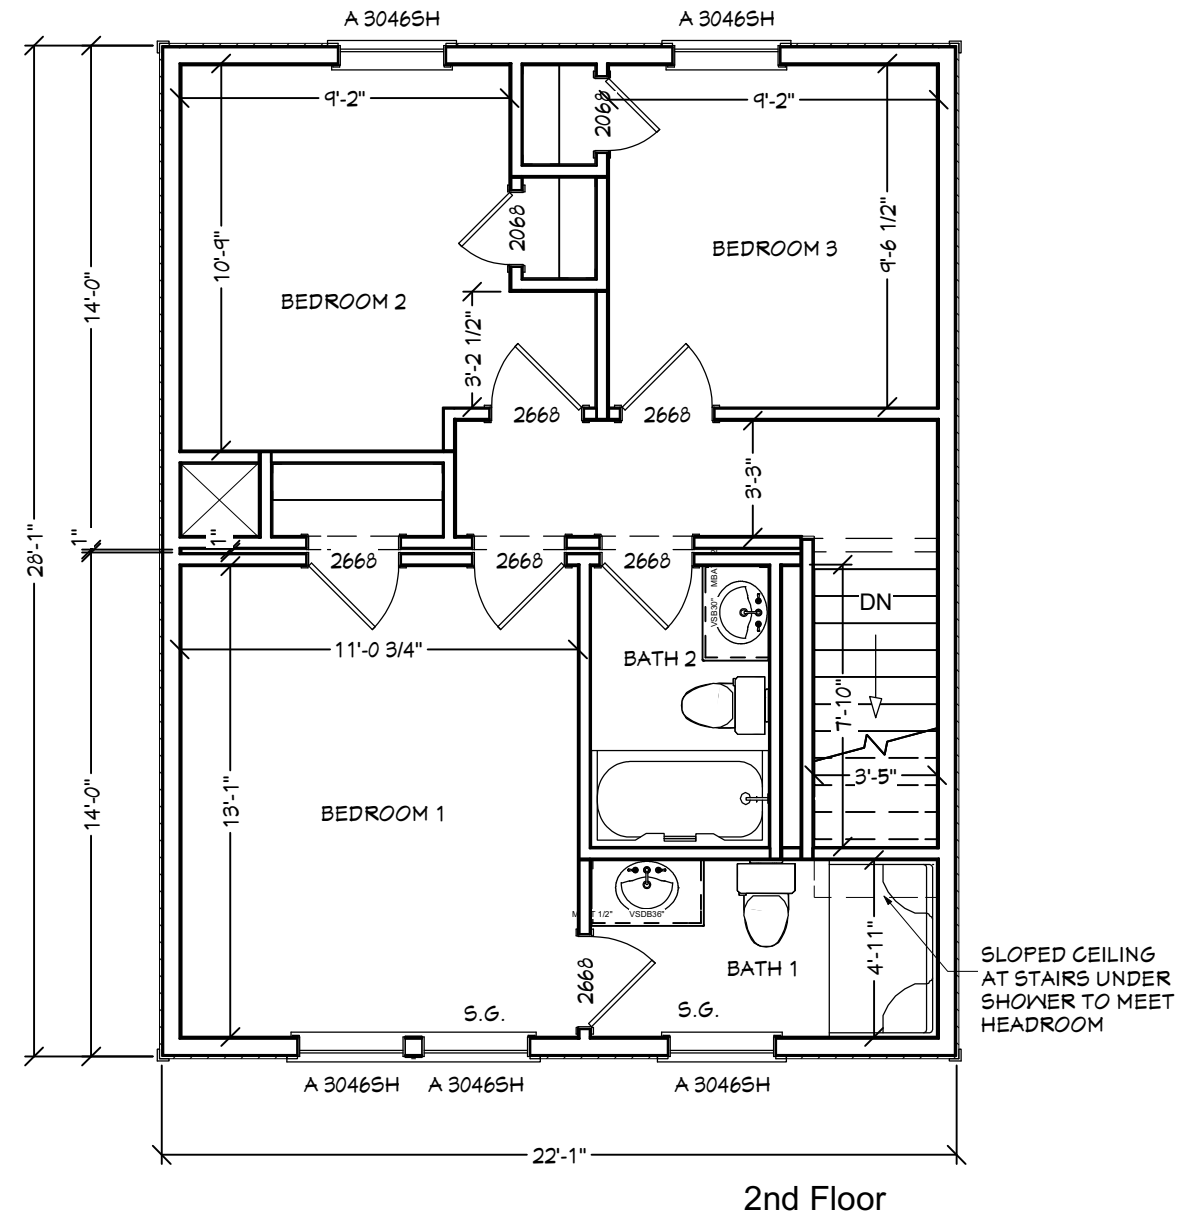 A 3046SH
A 3046SH
9'-2"
2068
9'-2"
2068
10'-9"
BEDROOM 3
9'-6 1/2"
BEDROOM 2
14'-0"
3'-2 1/2"
2668
2668
3'-3"
28'-1"
1"
1"
2668
2668
2668
MBA
VSB30"
DN
11'-0 3/4"
BATH 2
7'-10"
3'-5"
14'-0"
13'-1"
BEDROOM 1
1/2"
VSDB36"
4'-11"
2668
BATH 1
SLOPED CEILING
AT STAIRS UNDER
SHOWER TO MEET
HEADROOM
S.G.
S.G.
A 3046SH
A 3046SH
A 3046SH
22'-1"
2nd Floor